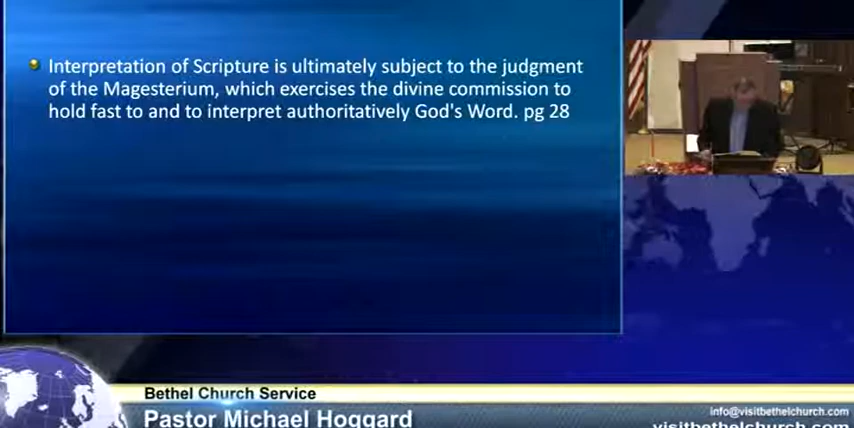 Interpretation of Scripture is ultimately subject to the judgment
of the Magesterium, which exercises the divine commission to
hold fast to and to interpret authoritatively God's Word. pg 28
Bethel Church Service
Pastor Michael Hoggard
info@visitbethelchurch.com
visitbethelchurch.com